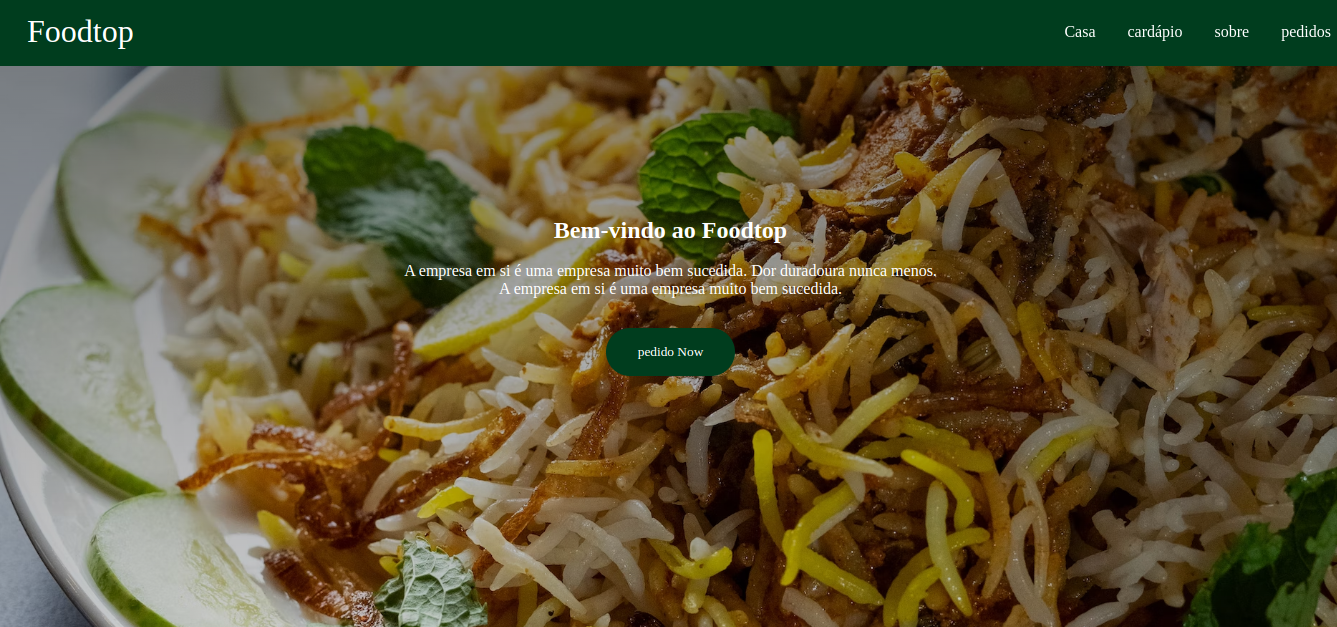 Foodtop
Casa cardápio sobre pedidos
Bem-vindo ao Foodtop
A empresa em si é uma empresa muito bem sucedida. Dor duradoura nunca menos.
A empresa em si é uma empresa muito bem sucedida.
pedido Now